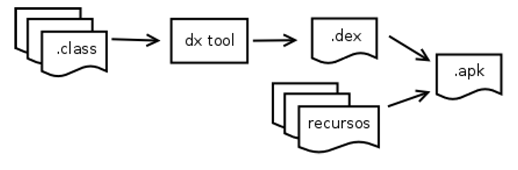 .class
dx tool
.dex
.apk
recursos